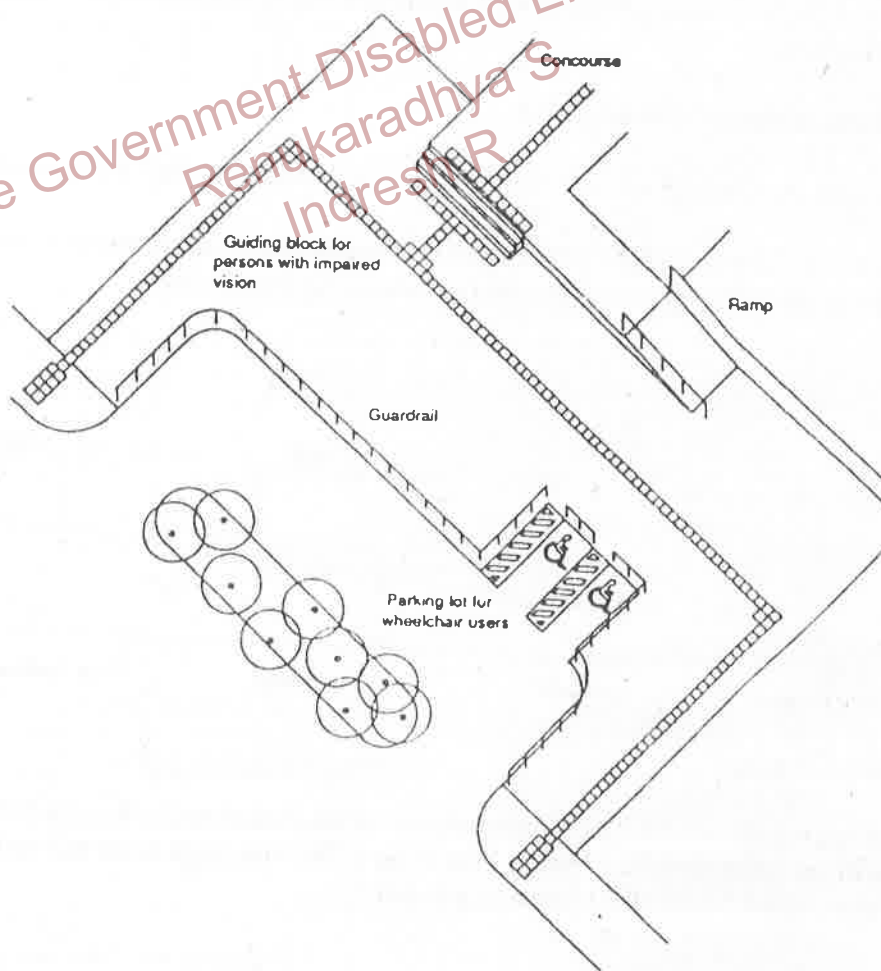 e Government Disabled E
Renukaradhya S
Indresh R
Concourse
Guiding block for
persons with impaired
vision
Ramp
Guardrail
Parking lot for
wheelchair users